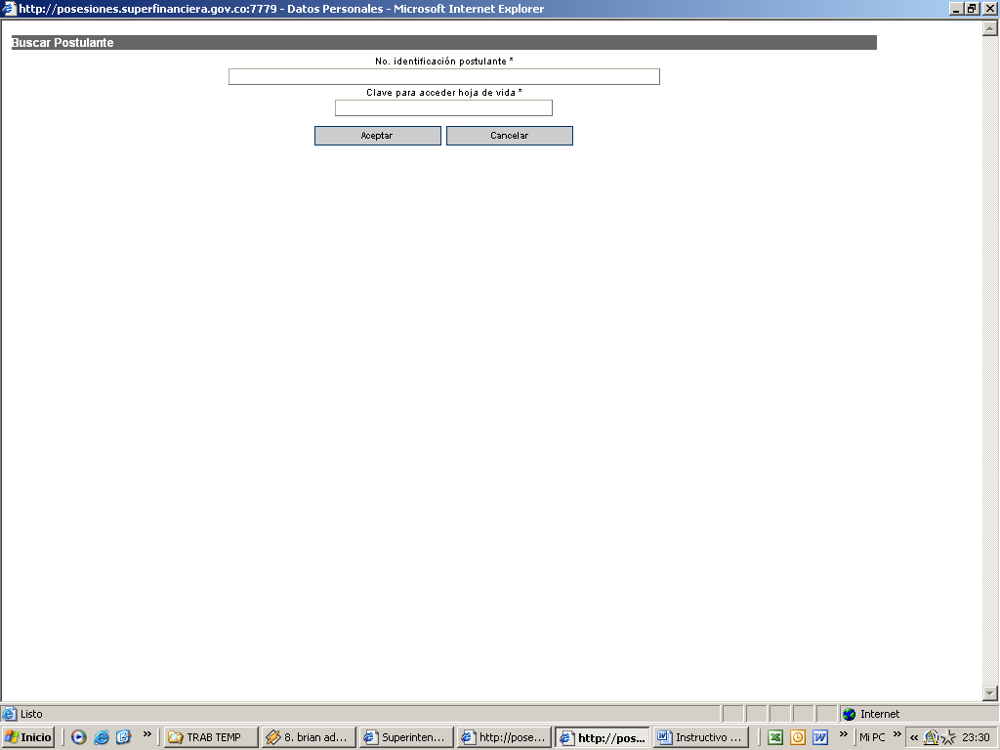 http://posesiones.superfinanciera.gov.co:7779 - Datos Personales - Microsoft Internet Explorer
Buscar Postulante
No. identificación postulante *
Clave para acceder hoja de vida *
Aceptar Cancelar
Listo Internet
Inicio » TRAB TEMP 8. brian ad... Superinten... http://pose... http://pos... Instructivo ... » Mi PC » « 23:30